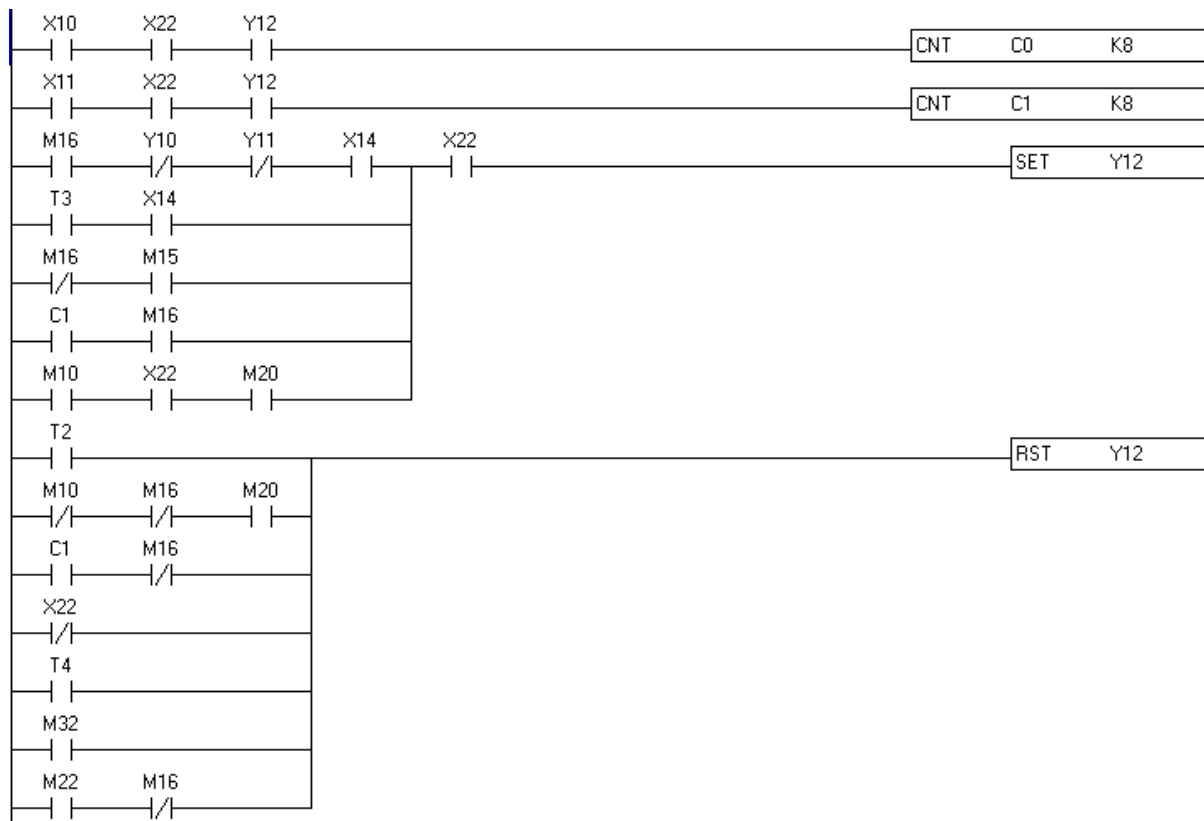 X10 X22 Y12
CNT C0 K8
X11 X22 Y12
CNT C1 K8
M16 Y10 Y11 X14 X22
SET Y12
T3 X14
M16 M15
C1 M16
M10 X22 M20
T2
RST Y12
M10 M16 M20
C1 M16
X22
T4
M32
M22 M16